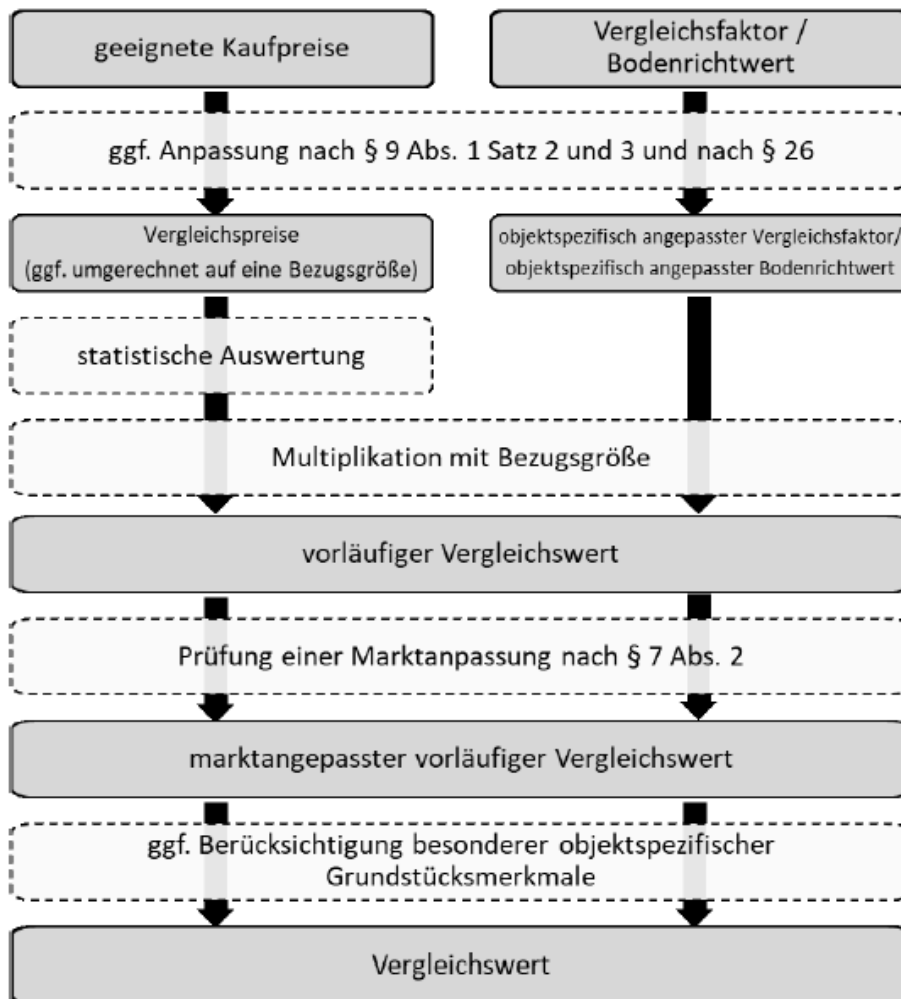 geeignete Kaufpreise
Vergleichsfaktor /
Bodenrichtwert
ggf. Anpassung nach § 9 Abs. 1 Satz 2 und 3 und nach § 26
Vergleichspreise
(ggf. umgerechnet auf eine Bezugsgröße)
objektspezifisch angepasster Vergleichsfaktor/
objektspezifisch angepasster Bodenrichtwert
statistische Auswertung
Multiplikation mit Bezugsgröße
vorläufiger Vergleichswert
Prüfung einer Marktanpassung nach § 7 Abs. 2
marktangepasster vorläufiger Vergleichswert
ggf. Berücksichtigung besonderer objektspezifischer
Grundstücksmerkmale
Vergleichswert